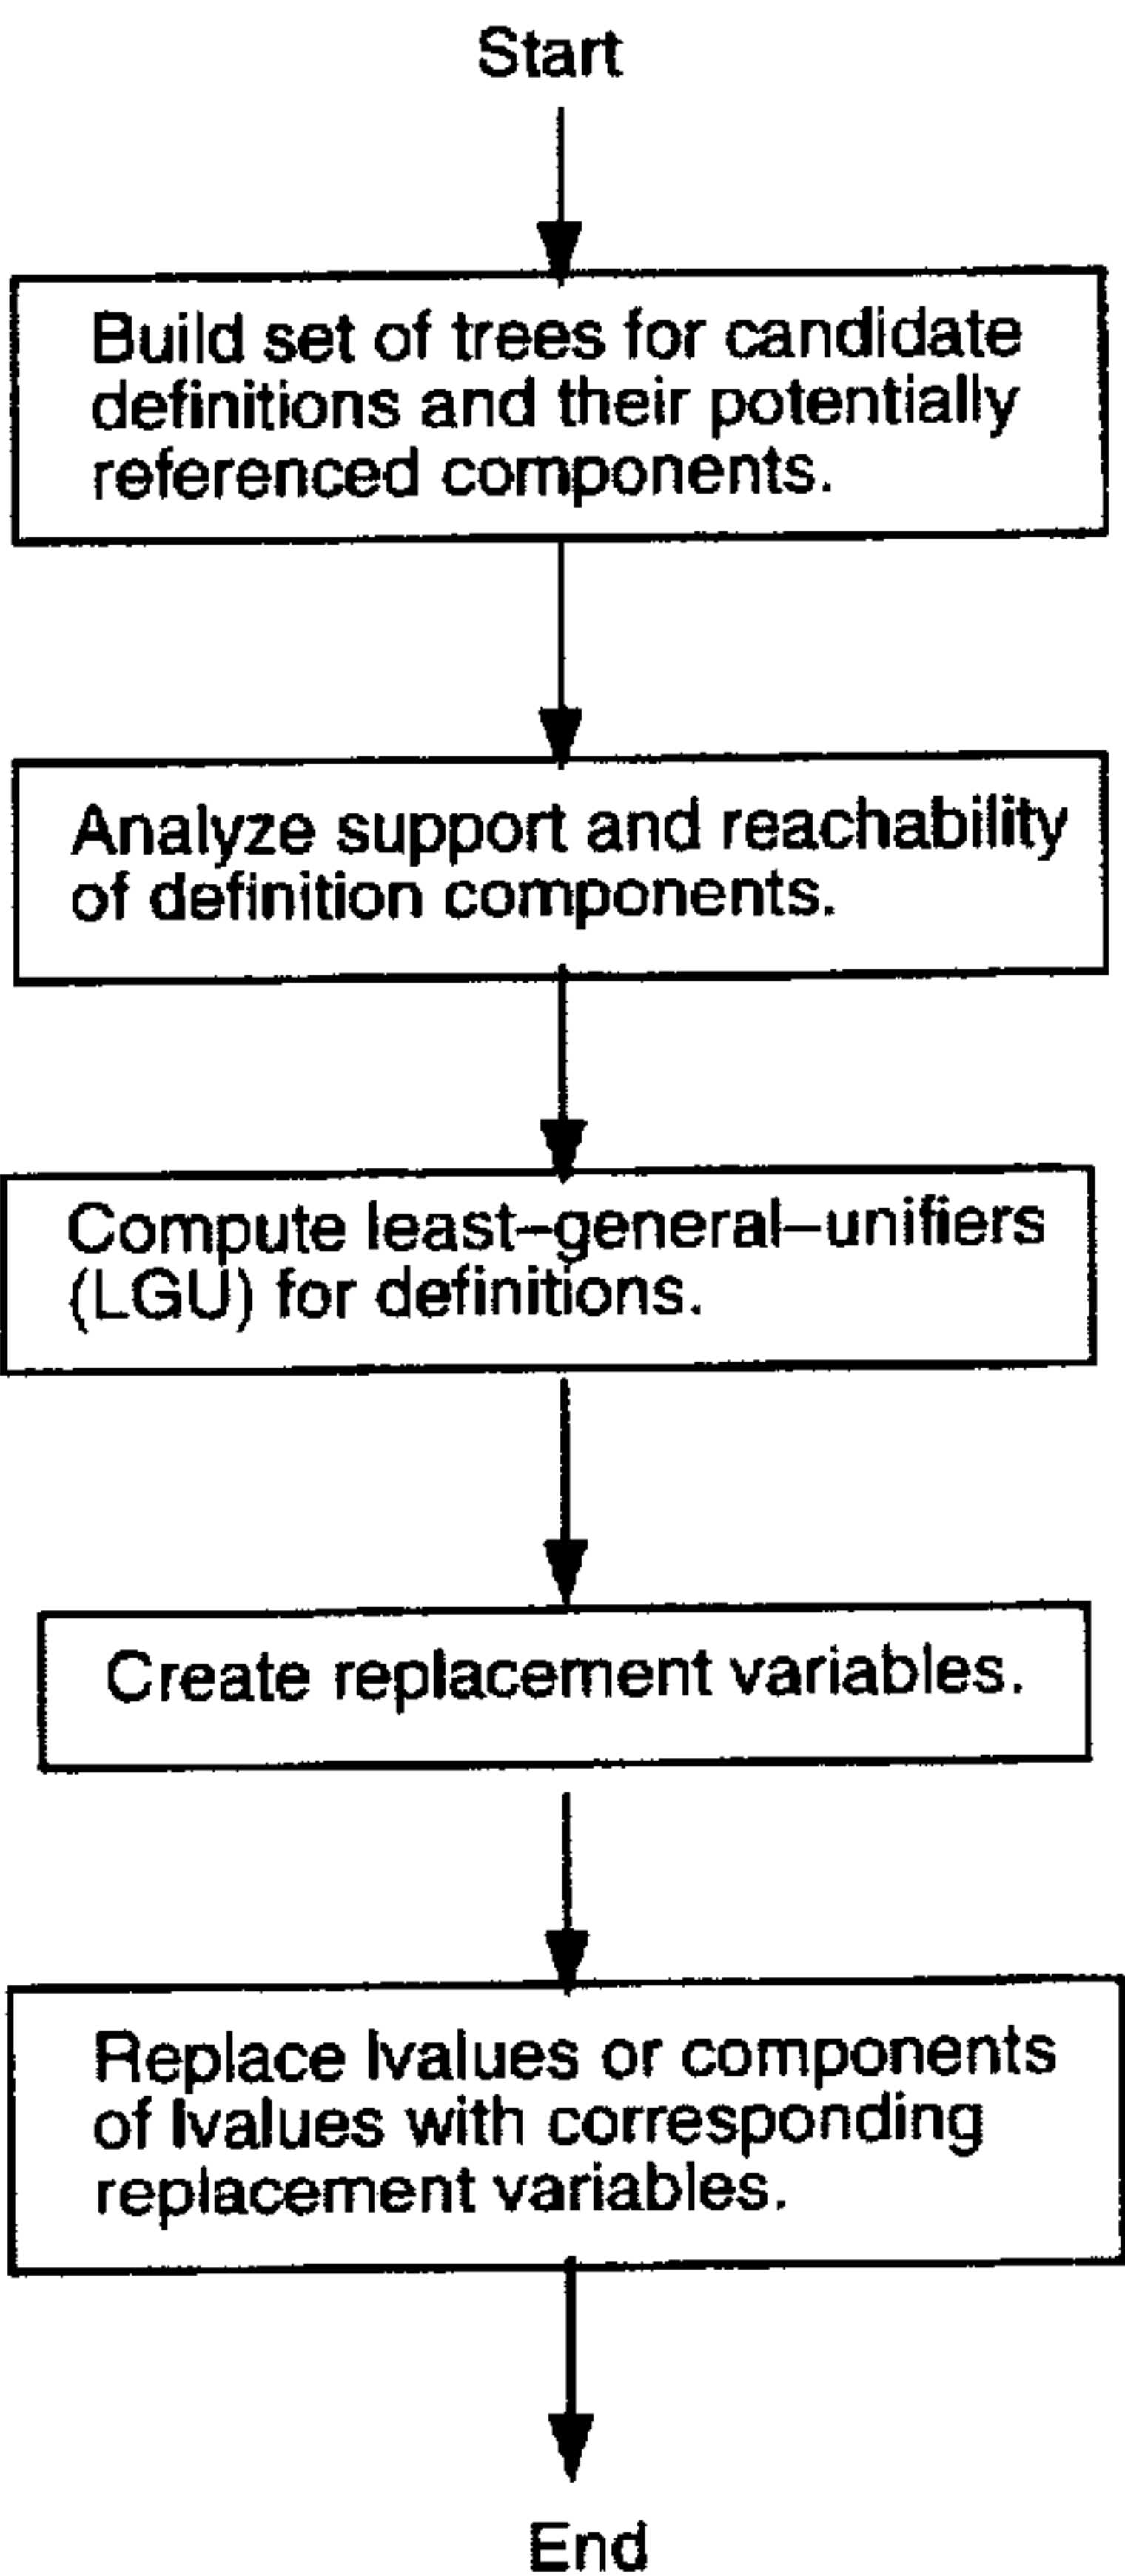 Start
Build set of trees for candidate
definitions and their potentially
referenced components.
Analyze support and reachability
of definition components.
Compute least–general–unifiers
(LGU) for definitions.
Create replacement variables.
Replace lvalues or components
of lvalues with corresponding
replacement variables.
End